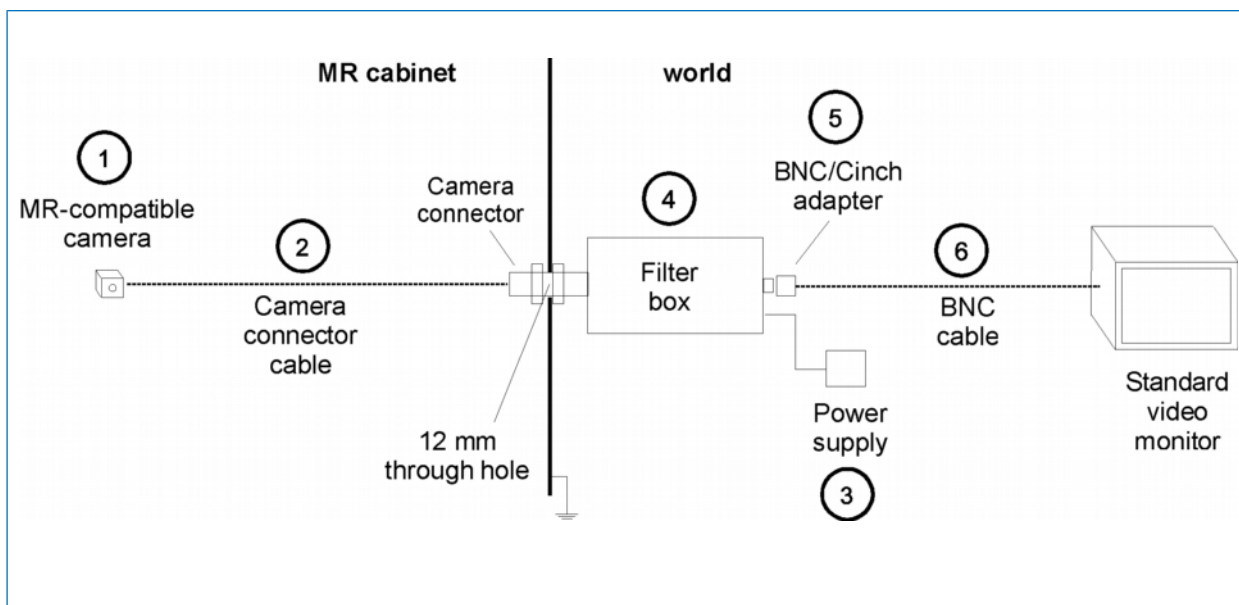 MR cabinet
world
1
MR-compatible
camera
2
Camera
connector
cable
Camera
connector
12 mm
through hole
4
Filter
box
5
BNC/Cinch
adapter
6
BNC
cable
Power
supply
3
Standard
video
monitor